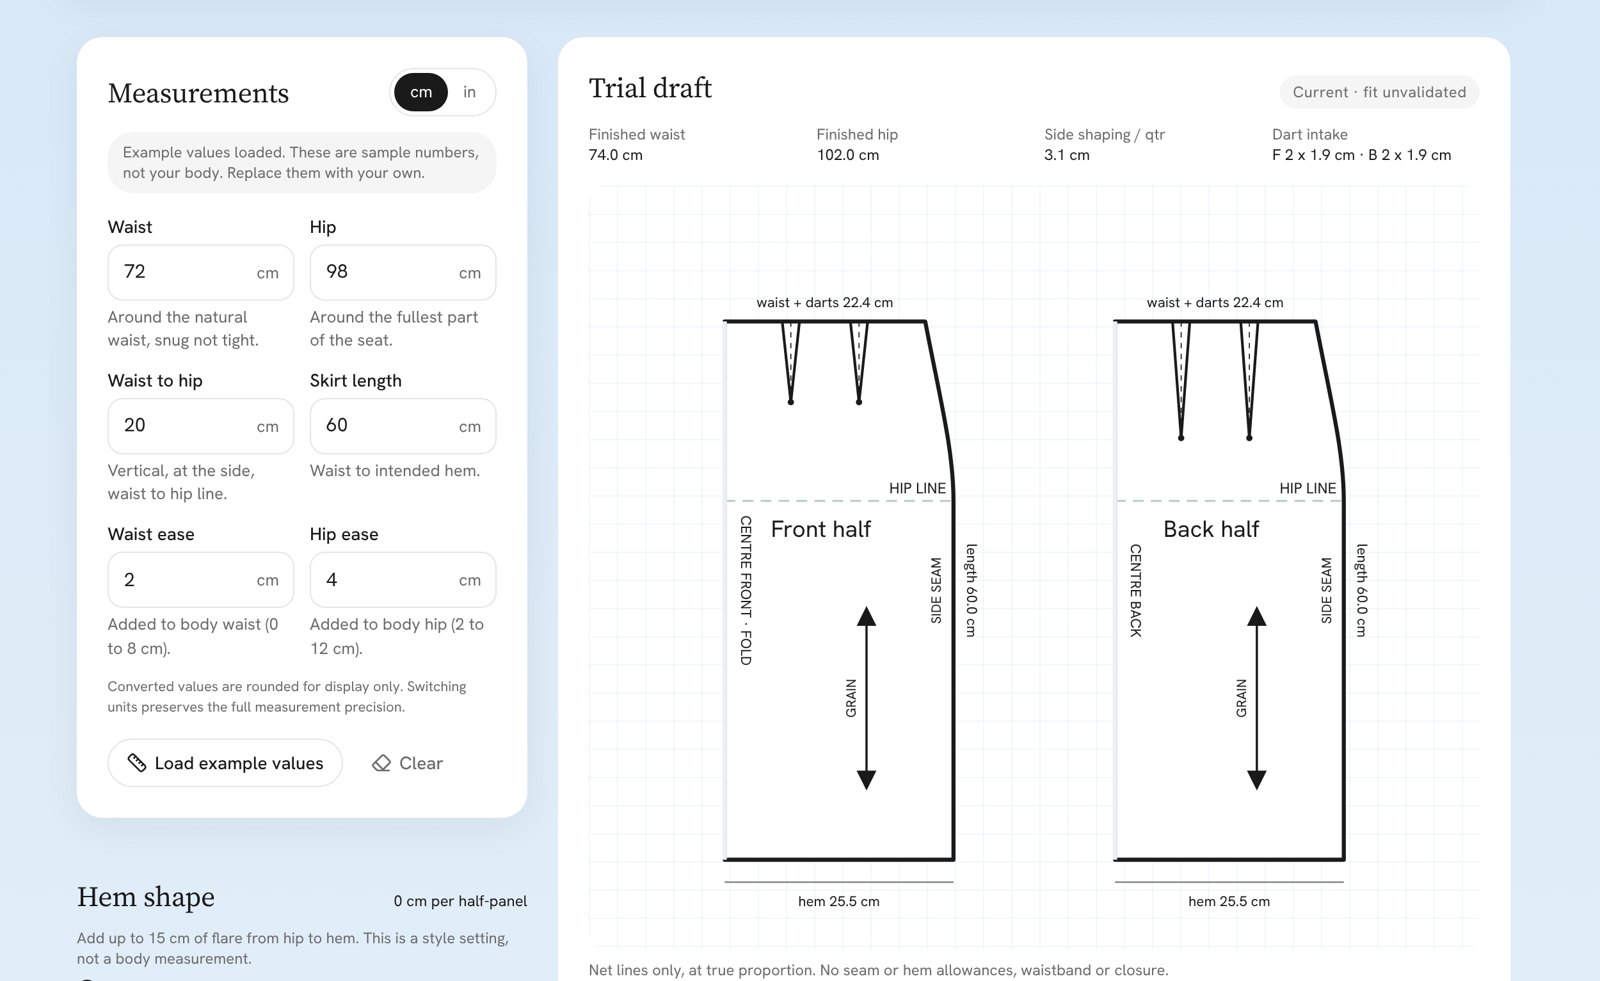 Measurements
cm in
Example values loaded. These are sample numbers,
not your body. Replace them with your own.
Waist
72 cm
Around the natural
waist, snug not tight.
Hip
98 cm
Around the fullest part
of the seat.
Waist to hip
20 cm
Vertical, at the side,
waist to hip line.
Skirt length
60 cm
Waist to intended hem.
Waist ease
2 cm
Added to body waist (0
to 8 cm).
Hip ease
4 cm
Added to body hip (2 to
12 cm).
Converted values are rounded for display only. Switching
units preserves the full measurement precision.
Load example values
Clear
Hem shape
0 cm per half-panel
Add up to 15 cm of flare from hip to hem. This is a style setting,
not a body measurement.
Trial draft
Current · fit unvalidated
Finished waist
74.0 cm
Finished hip
102.0 cm
Side shaping / qtr
3.1 cm
Dart intake
F 2 x 1.9 cm · B 2 x 1.9 cm
waist + darts 22.4 cm
HIP LINE
Front half
CENTRE FRONT · FOLD
SIDE SEAM
length 60.0 cm
GRAIN
hem 25.5 cm
waist + darts 22.4 cm
HIP LINE
Back half
CENTRE BACK
SIDE SEAM
length 60.0 cm
GRAIN
hem 25.5 cm
Net lines only, at true proportion. No seam or hem allowances, waistband or closure.